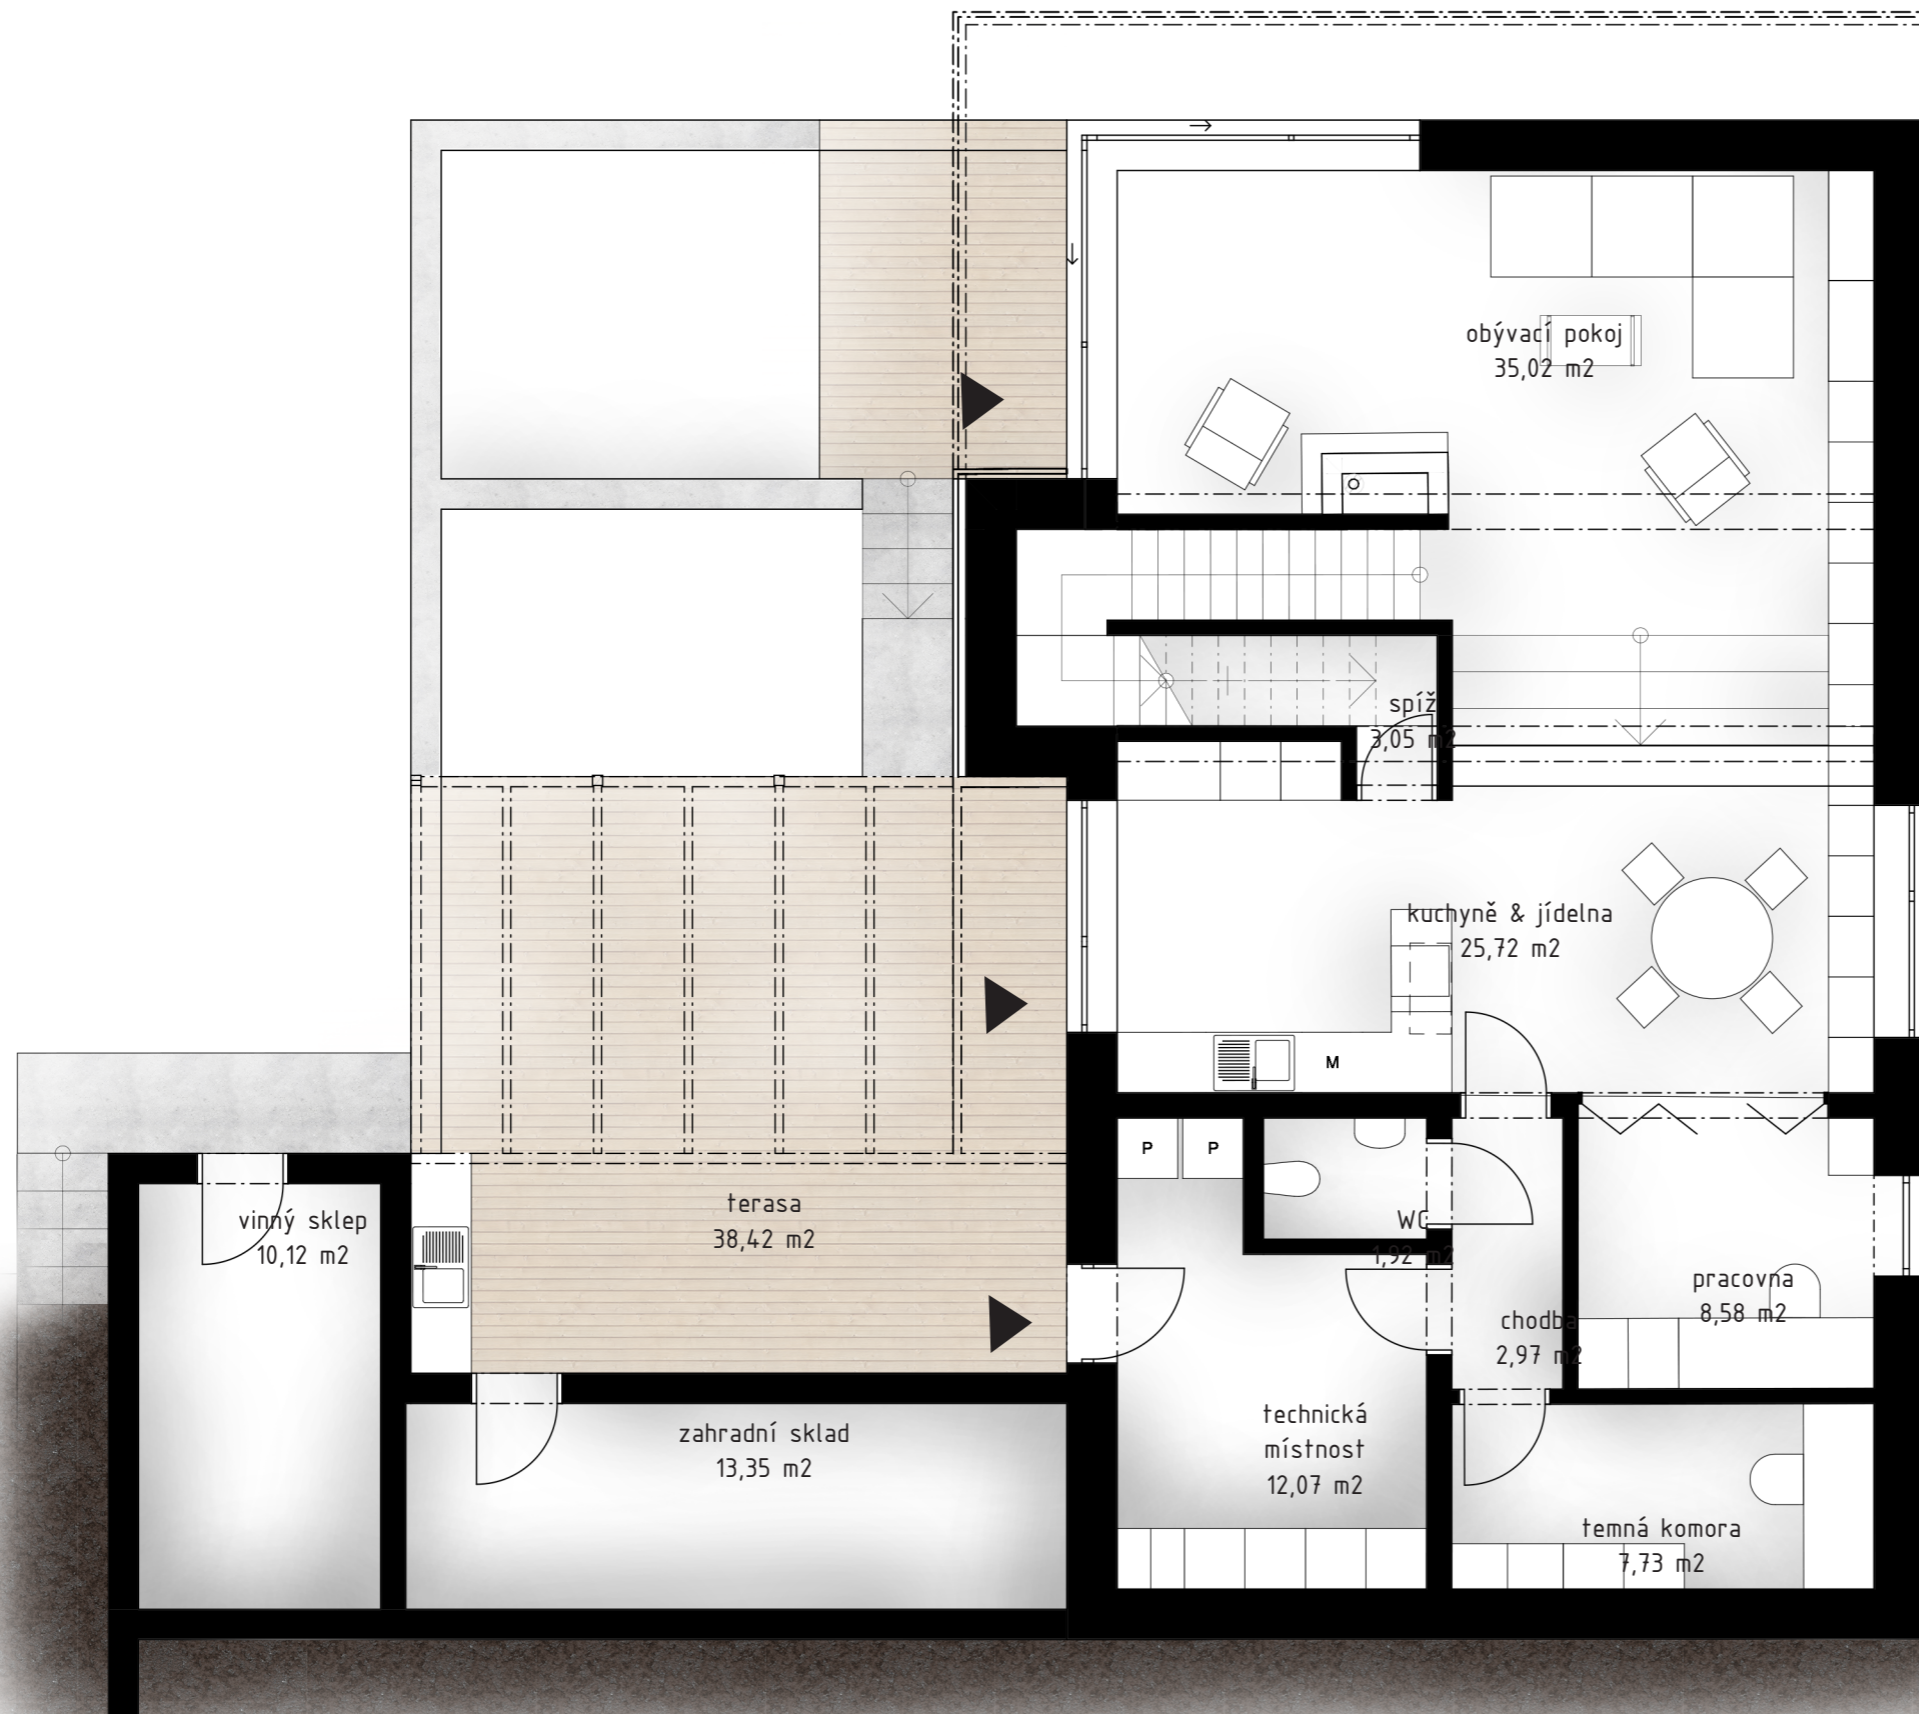 obývací pokoj
35,02 m2
spíž
3,05 m2
kuchyně & jídelna
25,72 m2
M
P
P
terasa
38,42 m2
vinný sklep
10,12 m2
WC
1,92 m2
pracovna
8,58 m2
chodba
2,97 m2
technická
místnost
12,07 m2
zahradní sklad
13,35 m2
temná komora
7,73 m2